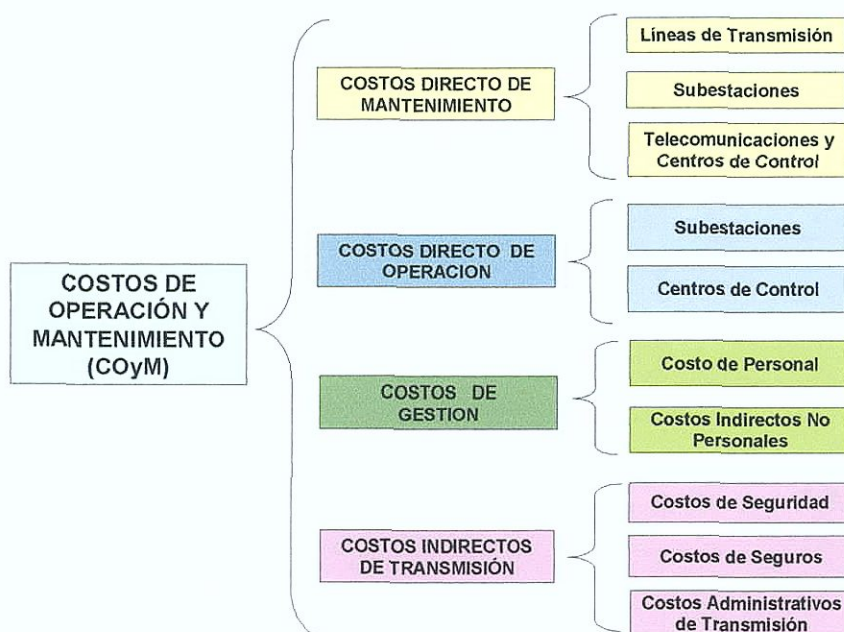 COSTOS DE
OPERACIÓN Y
MANTENIMIENTO
(COyM)
COSTOS DIRECTO DE
MANTENIMIENTO
Líneas de Transmisión
Subestaciones
Telecomunicaciones y
Centros de Control
COSTOS DIRECTO DE
OPERACION
Subestaciones
Centros de Control
COSTOS DE
GESTION
Costo de Personal
Costos Indirectos No
Personales
COSTOS INDIRECTOS
DE TRANSMISIÓN
Costos de Seguridad
Costos de Seguros
Costos Administrativos
de Transmisión